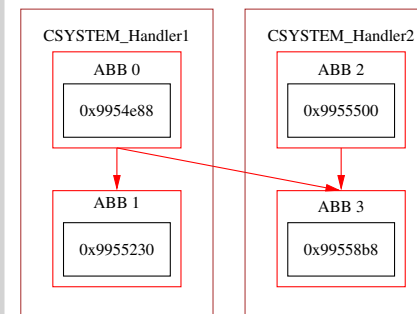 CSYSTEM_Handler1
ABB 0
0x9954e88
ABB 1
0x9955230
CSYSTEM_Handler2
ABB 2
0x9955500
ABB 3
0x99558b8